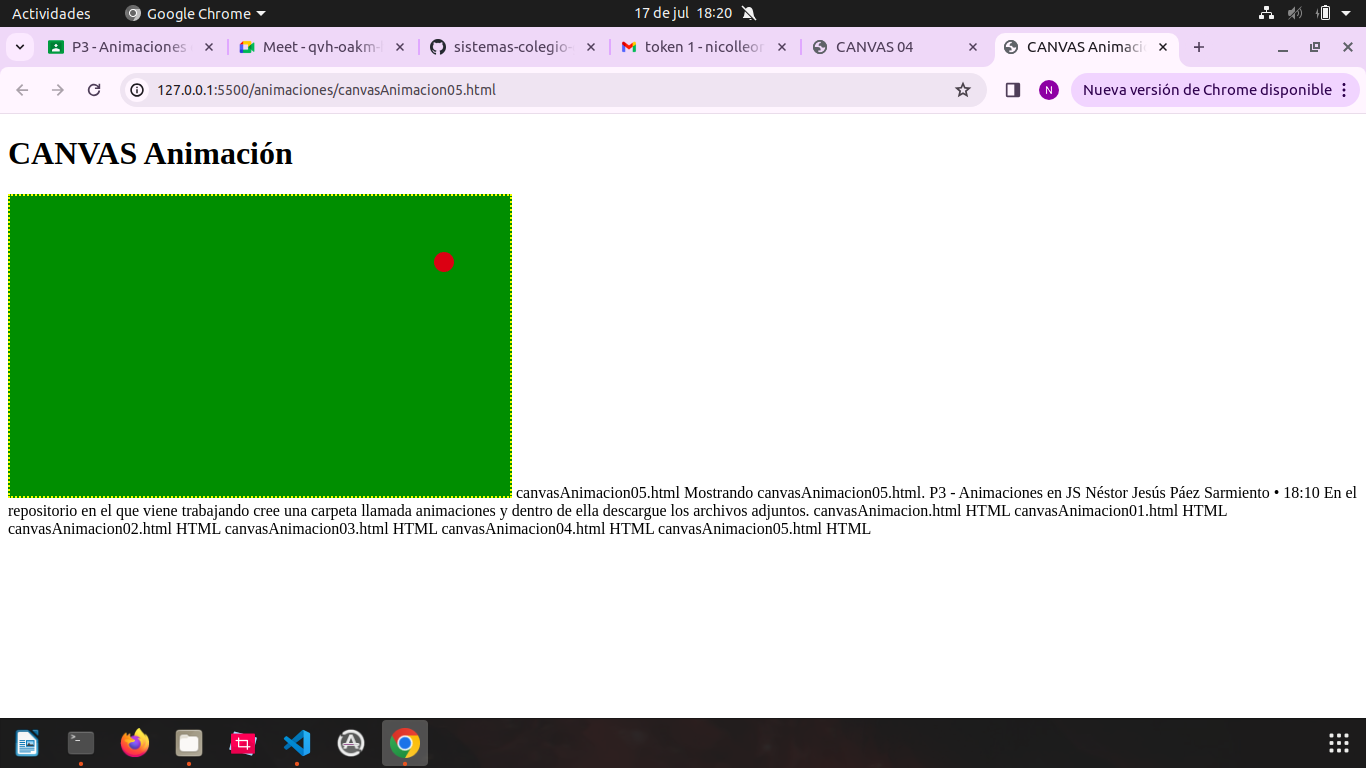 Actividades
Google Chrome
17 de jul 18:20
P3 - Animaciones
Meet - qvh-oakm-
sistemas-colegio-
token 1 - nicolleor
CANVAS 04
CANVAS Animaci
127.0.0.1:5500/animaciones/canvasAnimacion05.html
N
Nueva versión de Chrome disponible
CANVAS Animación
canvasAnimacion05.html Mostrando canvasAnimacion05.html. P3 - Animaciones en JS Néstor Jesús Páez Sarmiento • 18:10 En el
repositorio en el que viene trabajando cree una carpeta llamada animaciones y dentro de ella descargue los archivos adjuntos. canvasAnimacion.html HTML canvasAnimacion01.html HTML
canvasAnimacion02.html HTML canvasAnimacion03.html HTML canvasAnimacion04.html HTML canvasAnimacion05.html HTML